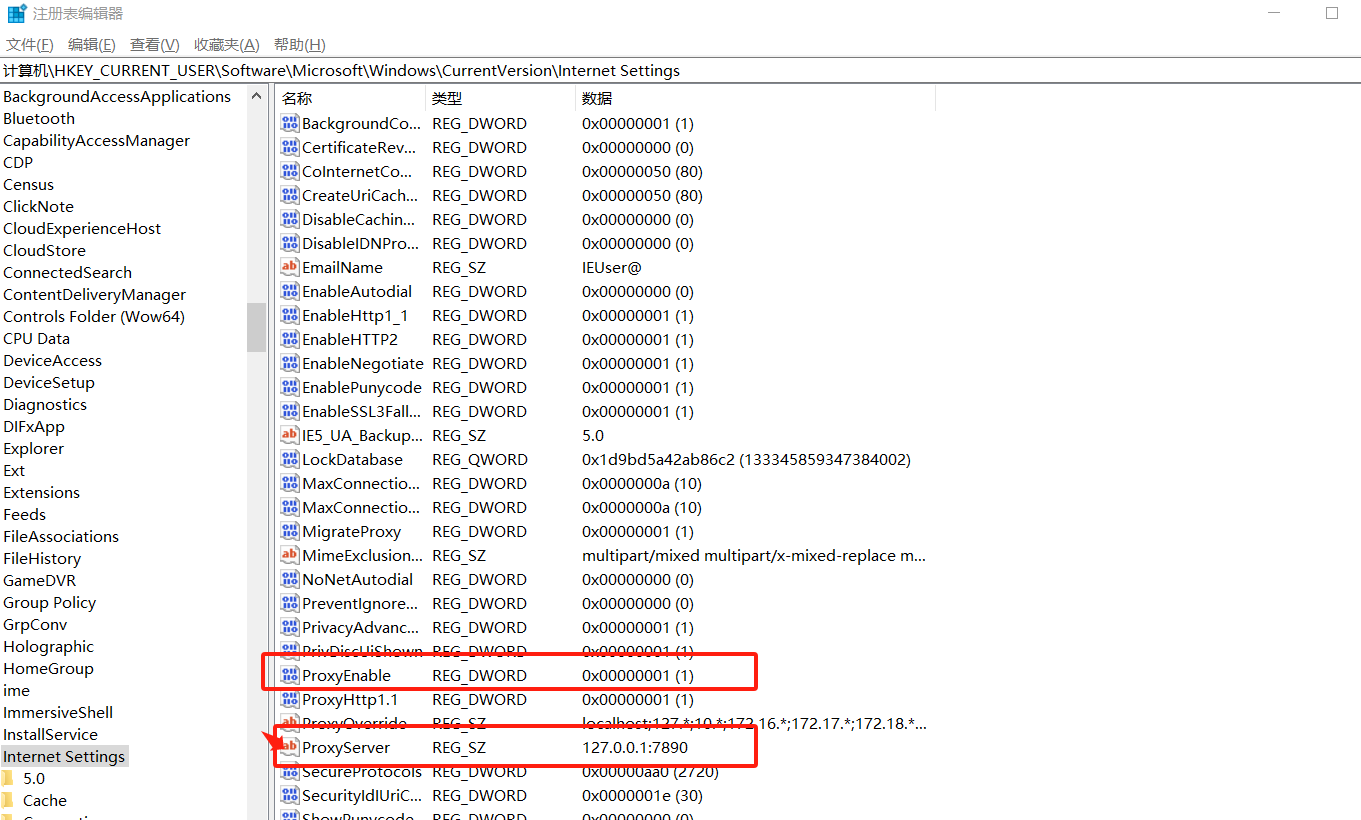 注册表编辑器
文件(F) 编辑(E) 查看(V) 收藏夹(A) 帮助(H)
计算机\HKEY_CURRENT_USER\Software\Microsoft\Windows\CurrentVersion\Internet Settings
BackgroundAccessApplications
Bluetooth
CapabilityAccessManager
CDP
Census
ClickNote
CloudExperienceHost
CloudStore
ConnectedSearch
ContentDeliveryManager
Controls Folder (Wow64)
CPU Data
DeviceAccess
DeviceSetup
Diagnostics
DIFxApp
Explorer
Ext
Extensions
Feeds
FileAssociations
FileHistory
GameDVR
Group Policy
GrpConv
Holographic
HomeGroup
ime
ImmersiveShell
InstallService
Internet Settings
5.0
Cache
名称 类型 数据
BackgroundCo... REG_DWORD 0x00000001 (1)
CertificateRev... REG_DWORD 0x00000000 (0)
CoInternetCo... REG_DWORD 0x00000050 (80)
CreateUriCach... REG_DWORD 0x00000050 (80)
DisableCachin... REG_DWORD 0x00000000 (0)
DisableIDNPro... REG_DWORD 0x00000000 (0)
EmailName REG_SZ IEUser@
EnableAutodial REG_DWORD 0x00000000 (0)
EnableHttp1_1 REG_DWORD 0x00000001 (1)
EnableHTTP2 REG_DWORD 0x00000001 (1)
EnableNegotiate REG_DWORD 0x00000001 (1)
EnablePunycode REG_DWORD 0x00000001 (1)
EnableSSL3Fall... REG_DWORD 0x00000001 (1)
IE5_UA_Backup... REG_SZ 5.0
LockDatabase REG_QWORD 0x1d9bd5a42ab86c2 (133345859347384002)
MaxConnectio... REG_DWORD 0x0000000a (10)
MaxConnectio... REG_DWORD 0x0000000a (10)
MigrateProxy REG_DWORD 0x00000001 (1)
MimeExclusion... REG_SZ multipart/mixed multipart/x-mixed-replace m...
NoNetAutodial REG_DWORD 0x00000000 (0)
PreventIgnore... REG_DWORD 0x00000000 (0)
PrivacyAdvanc... REG_DWORD 0x00000001 (1)
PrivDiscUiShown REG_DWORD 0x00000001 (1)
ProxyEnable REG_DWORD 0x00000001 (1)
ProxyHttp1.1 REG_DWORD 0x00000001 (1)
ProxyOverride REG_SZ localhost;127.*;10.*;172.16.*;172.17.*;172.18.*...
ProxyServer REG_SZ 127.0.0.1:7890
SecureProtocols REG_DWORD 0x00000aa0 (2720)
SecurityIdIUriC... REG_DWORD 0x0000001e (30)
ShowPunycode REG_DWORD 0x00000000 (0)